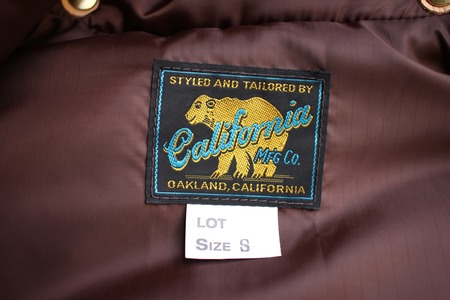 STYLED AND TAILORED BY
California
MFG CO.
OAKLAND, CALIFORNIA
LOT
SIZE S